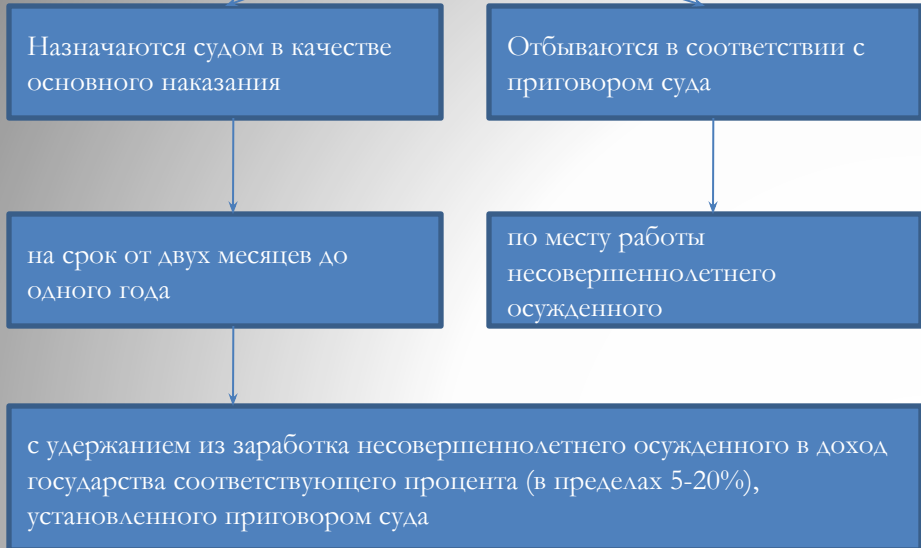 Назначаются судом в качестве
основного наказания
Отбываются в соответствии с
приговором суда
на срок от двух месяцев до
одного года
по месту работы
несовершеннолетнего
осужденного
с удержанием из заработка несовершеннолетнего осужденного в доход
государства соответствующего процента (в пределах 5-20%),
установленного приговором суда